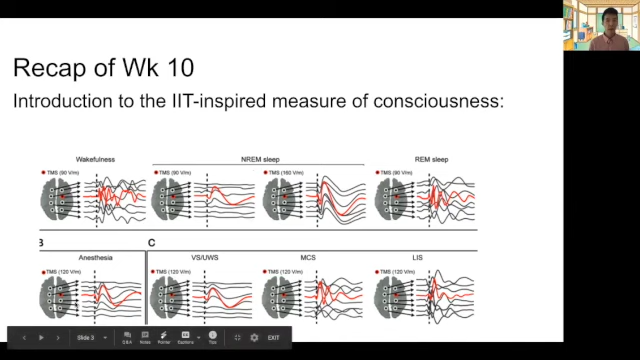 Recap of Wk 10
Introduction to the IIT-inspired measure of consciousness:
Wakefulness
NREM sleep
REM sleep
TMS (90 V/m)
TMS (90 V/m)
TMS (160 V/m)
TMS (90 V/m)
B
C
Anesthesia
VS/UWS
MCS
LIS
TMS (120 V/m)
TMS (120 V/m)
TMS (120 V/m)
TMS (120 V/m)
Slide 3
Q&A
Notes
Pointer
Captions
Tips
EXIT